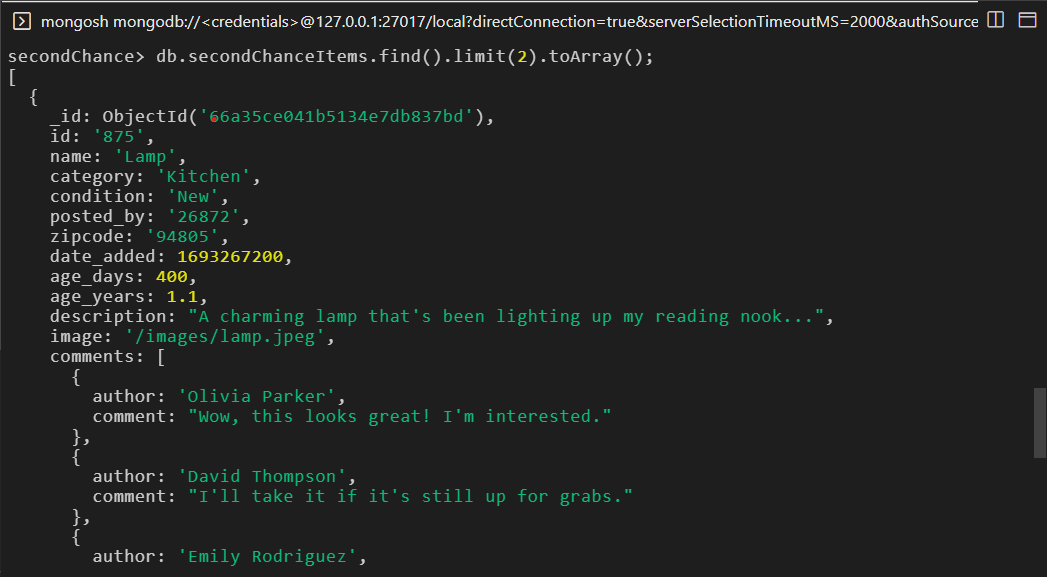 mongosh mongodb://<credentials>@127.0.0.1:27017/local?directConnection=true&serverSelectionTimeoutMS=2000&authSource
secondChance> db.secondChanceItems.find().limit(2).toArray();
[
  {
    _id: ObjectId('66a35ce041b5134e7db837bd'),
    id: '875',
    name: 'Lamp',
    category: 'Kitchen',
    condition: 'New',
    posted_by: '26872',
    zipcode: '94805',
    date_added: 1693267200,
    age_days: 400,
    age_years: 1.1,
    description: "A charming lamp that's been lighting up my reading nook...",
    image: '/images/lamp.jpeg',
    comments: [
      {
        author: 'Olivia Parker',
        comment: "Wow, this looks great! I'm interested."
      },
      {
        author: 'David Thompson',
        comment: "I'll take it if it's still up for grabs."
      },
      {
        author: 'Emily Rodriguez',